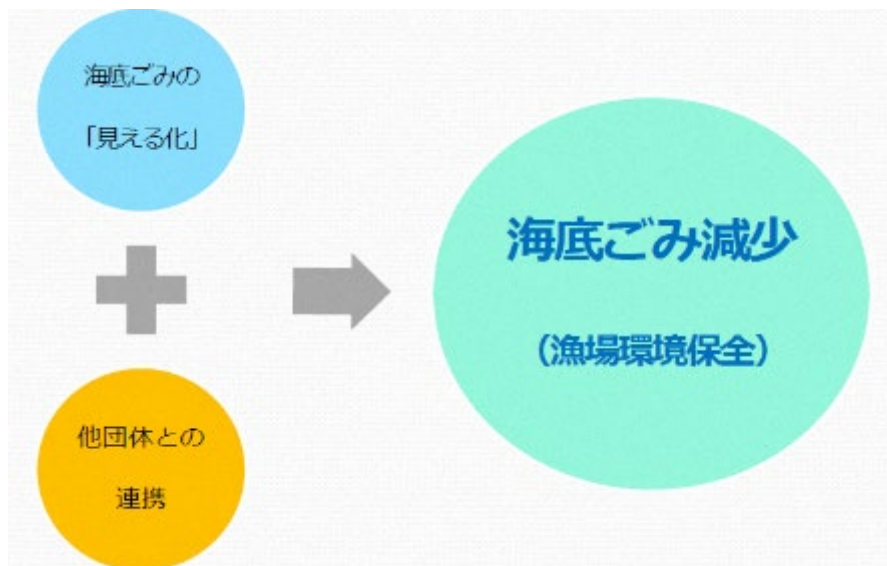 海底ごみの
「見える化」
他団体との
連携
海底ごみ減少
（漁場環境保全）